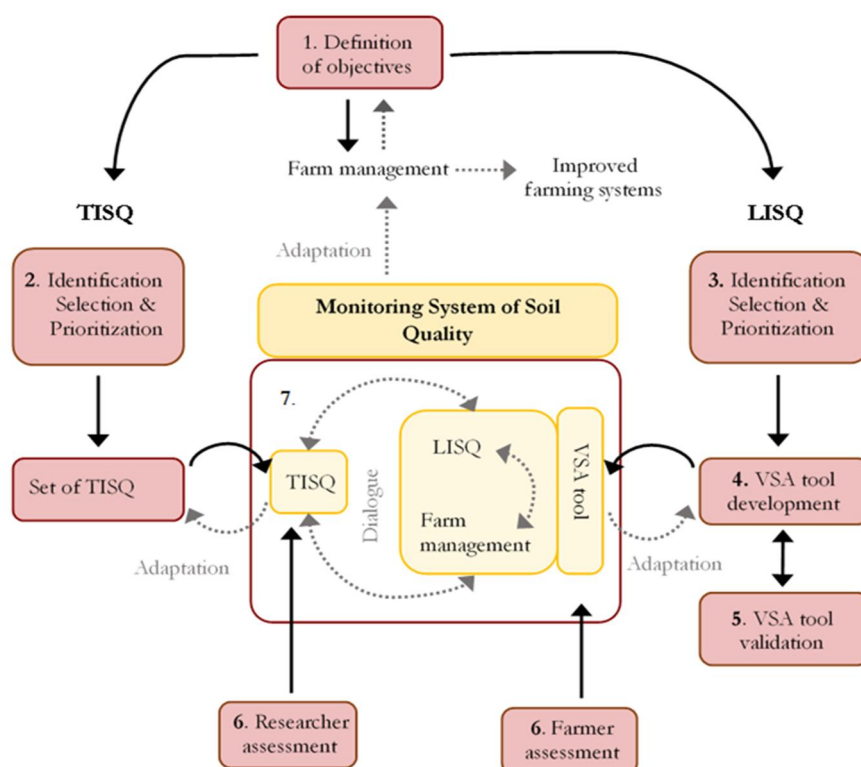 1. Definition
of objectives
Farm management
Improved
farming systems
TISQ
LISQ
Adaptation
2. Identification
Selection &
Prioritization
3. Identification
Selection &
Prioritization
Monitoring System of Soil
Quality
7.
Set of TISQ
TISQ
Dialogue
LISQ
Farm
management
VSA tool
4. VSA tool
development
Adaptation
Adaptation
5. VSA tool
validation
6. Researcher
assessment
6. Farmer
assessment